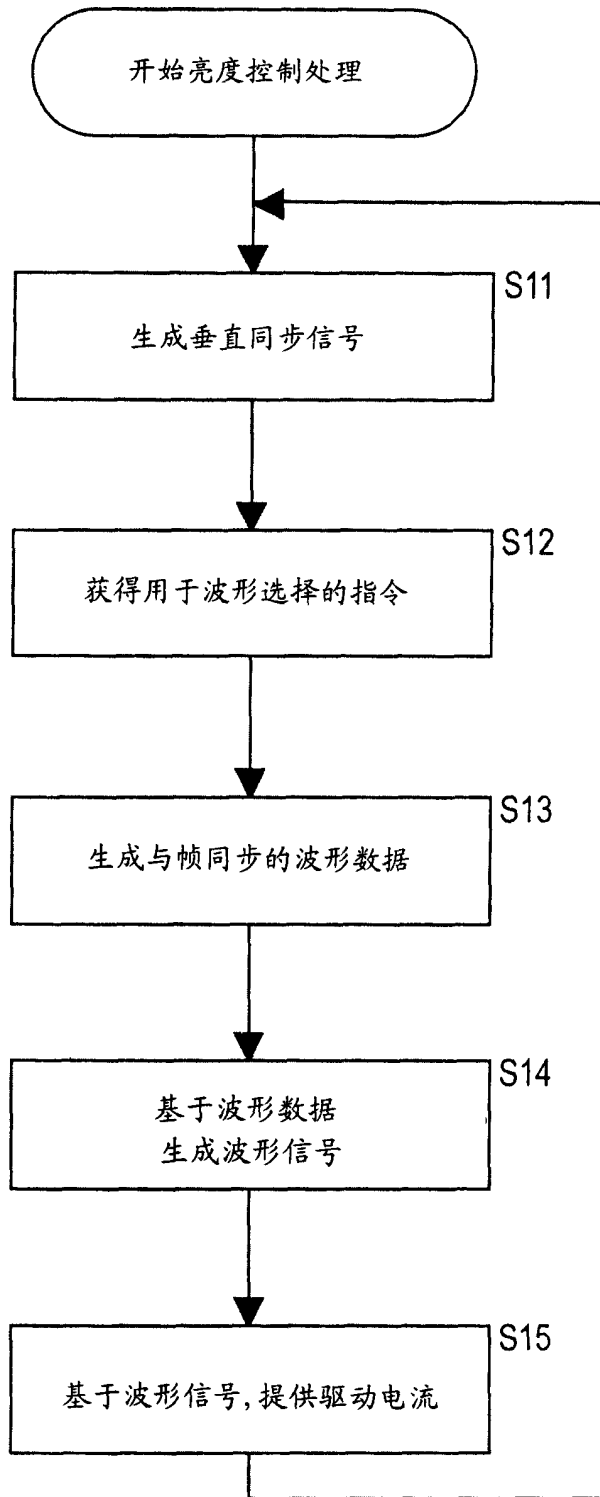 开始亮度控制处理
S11
生成垂直同步信号
S12
获得用于波形选择的指令
S13
生成与帧同步的波形数据
S14
基于波形数据
生成波形信号
S15
基于波形信号,提供驱动电流